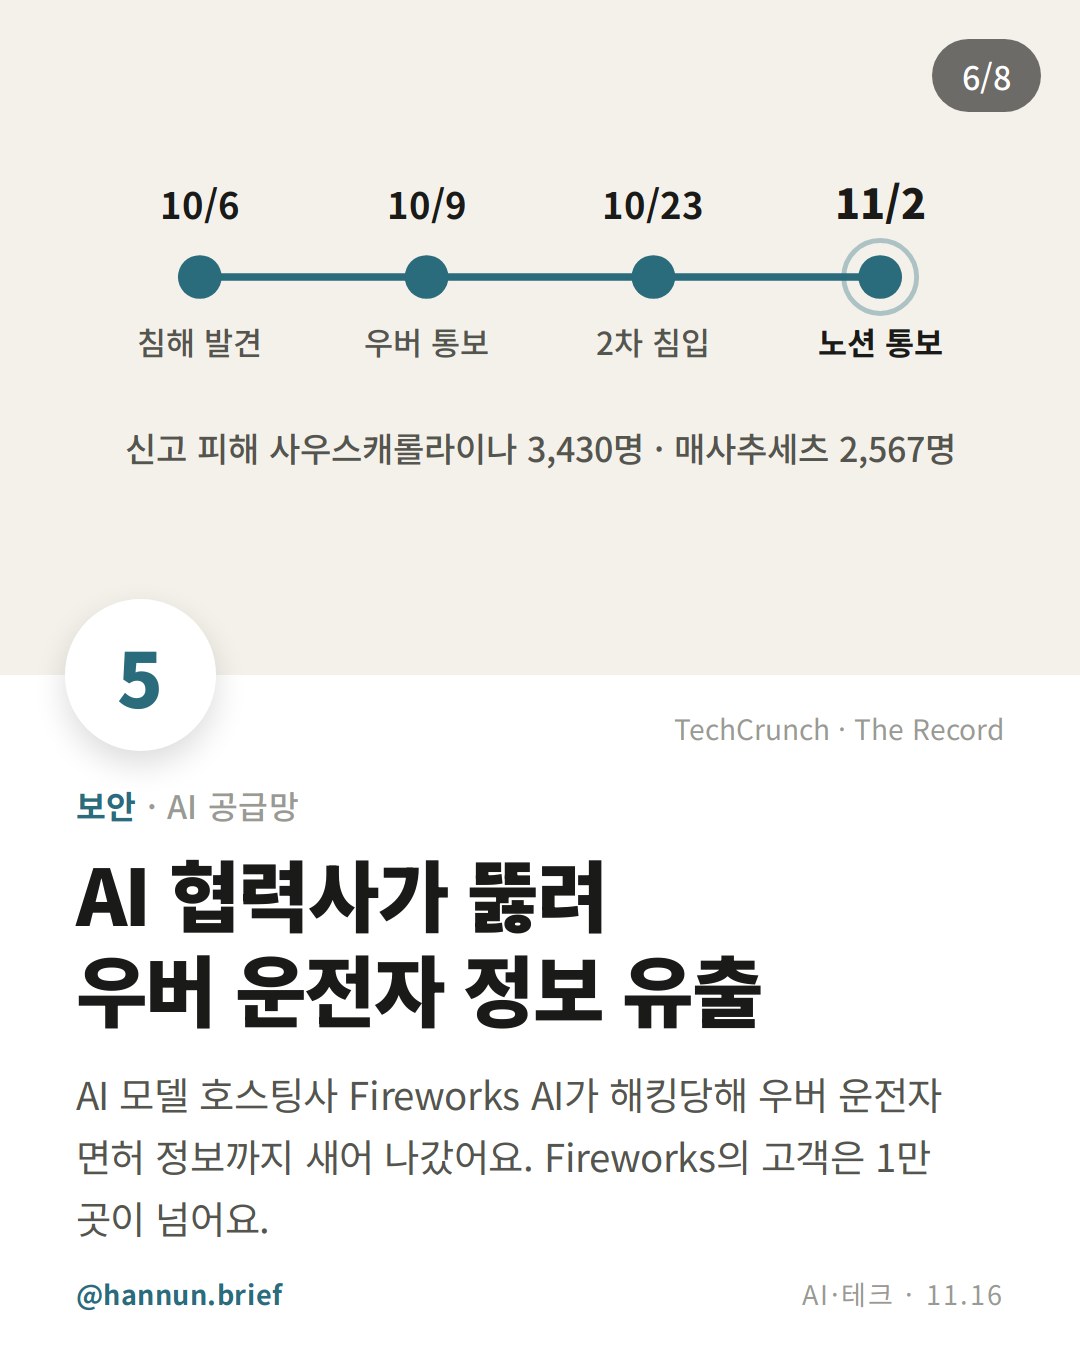 6/8
10/6
10/9
10/23
11/2
침해 발견
우버 통보
2차 침입
노션 통보
신고 피해 사우스캐롤라이나 3,430명 · 매사추세츠 2,567명
5
TechCrunch · The Record
보안 · AI 공급망
AI 협력사가 뚫려
우버 운전자 정보 유출
AI 모델 호스팅사 Fireworks AI가 해킹당해 우버 운전자
면허 정보까지 새어 나갔어요. Fireworks의 고객은 1만
곳이 넘어요.
@hannun.brief
AI·테크 · 11.16